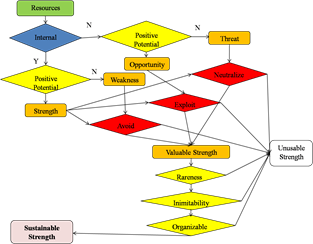 Resources
N
Internal
Positive
Potential
N
Threat
Y
Opportunity
Positive
Potential
N
Weakness
Neutralize
Strength
Exploit
Avoid
Valuable Strength
Unusable
Strength
Rareness
Inimitability
Organizable
Sustainable
Strength